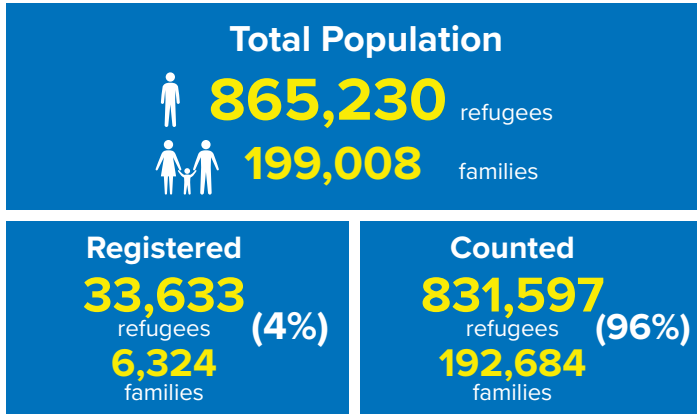 Total Population
865,230 refugees
199,008 families
Registered
33,633
refugees
(4%)
6,324
families
Counted
831,597
refugees
(96%)
192,684
families